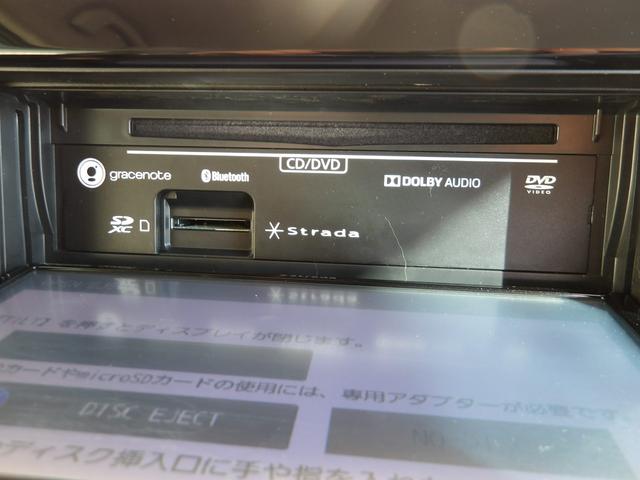 CD/DVD
gracenote Bluetooth DOLBY AUDIO DVD VIDEO
SD XC Strada
を押すとディスプレイが閉じます。
カードやmicroSDカードの使用には、専用アダプターが必要です
DISC EJECT
ディスク挿入口に手や指を入れ